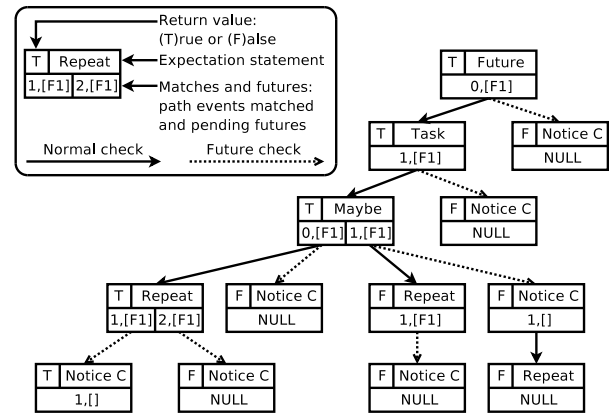 Return value:
(T)rue or (F)alse
T Repeat
Expectation statement
1,[F1] 2,[F1]
Matches and futures:
path events matched
and pending futures
Normal check
Future check
T Future
0,[F1]
T Task
1,[F1]
F Notice C
NULL
T Maybe
0,[F1] 1,[F1]
F Notice C
NULL
T Repeat
1,[F1] 2,[F1]
F Notice C
NULL
F Repeat
1,[F1]
F Notice C
1,[]
T Notice C
1,[]
F Notice C
NULL
F Notice C
NULL
F Repeat
NULL